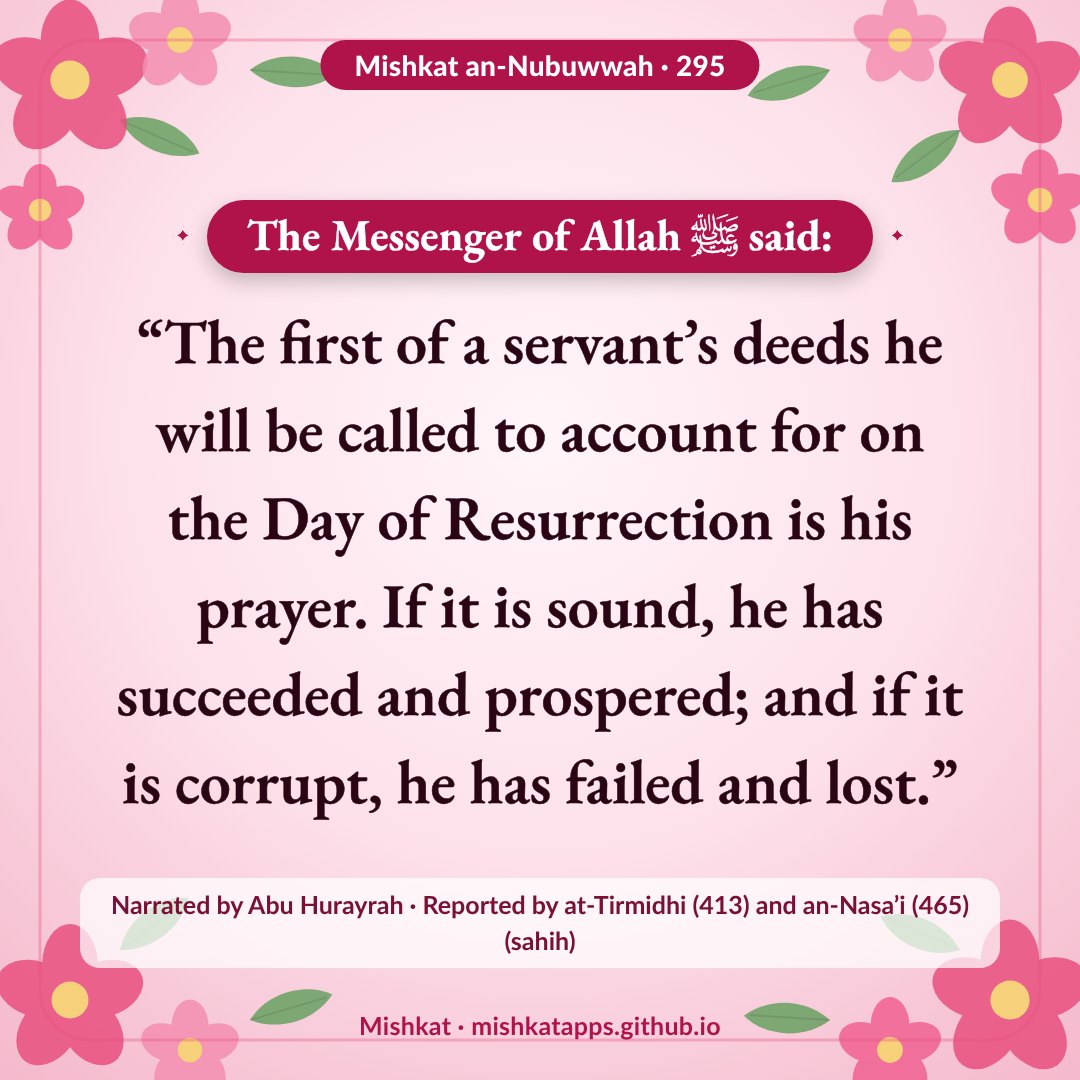 Mishkat an-Nubuwwah · 295
The Messenger of Allah ﷺ said:
“The first of a servant’s deeds he
will be called to account for on
the Day of Resurrection is his
prayer. If it is sound, he has
succeeded and prospered; and if it
is corrupt, he has failed and lost.”
Narrated by Abu Hurayrah · Reported by at-Tirmidhi (413) and an-Nasa’i (465)
(sahih)
Mishkat · mishkatapps.github.io